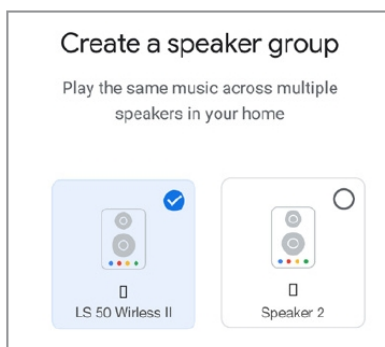 Create a speaker group
Play the same music across multiple
speakers in your home
LS 50 Wirless II
Speaker 2